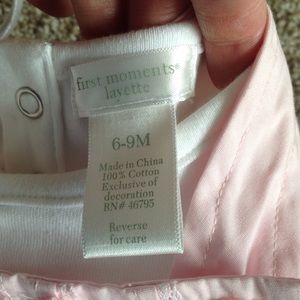 first moments®
layette
6-9M
Made in China
100% Cotton
Exclusive of
decoration
RN# 46795
Reverse
for care